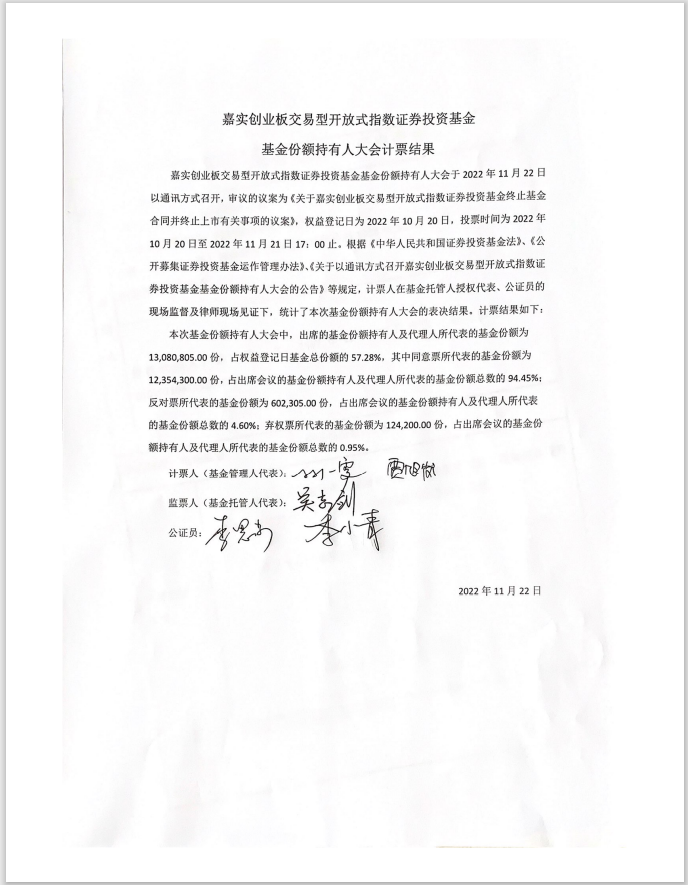 嘉实创业板交易型开放式指数证券投资基金
基金份额持有人大会计票结果
嘉实创业板交易型开放式指数证券投资基金基金份额持有人大会于 2022 年 11 月 22 日
以通讯方式召开，审议的议案为《关于嘉实创业板交易型开放式指数证券投资基金终止基金
合同并终止上市有关事项的议案》，权益登记日为 2022 年 10 月 20 日，投票时间为 2022 年
10 月 20 日至 2022 年 11 月 21 日 17：00 止。根据《中华人民共和国证券投资基金法》、《公
开募集证券投资基金运作管理办法》、《关于以通讯方式召开嘉实创业板交易型开放式指数证
券投资基金基金份额持有人大会的公告》等规定，计票人在基金托管人授权代表、公证员的
现场监督及律师现场见证下，统计了本次基金份额持有人大会的表决结果。计票结果如下：
本次基金份额持有人大会中，出席的基金份额持有人及代理人所代表的基金份额为
13,080,805.00 份，占权益登记日基金总份额的 57.28%，其中同意票所代表的基金份额为
12,354,300.00 份，占出席会议的基金份额持有人及代理人所代表的基金份额总数的 94.45%；
反对票所代表的基金份额为 602,305.00 份，占出席会议的基金份额持有人及代理人所代表
的基金份额总数的 4.60%；弃权票所代表的基金份额为 124,200.00 份，占出席会议的基金份
额持有人及代理人所代表的基金份额总数的 0.95%。
计票人（基金管理人代表）：
监票人（基金托管人代表）：吴志剑
公证员： 李小青
2022 年 11 月 22 日